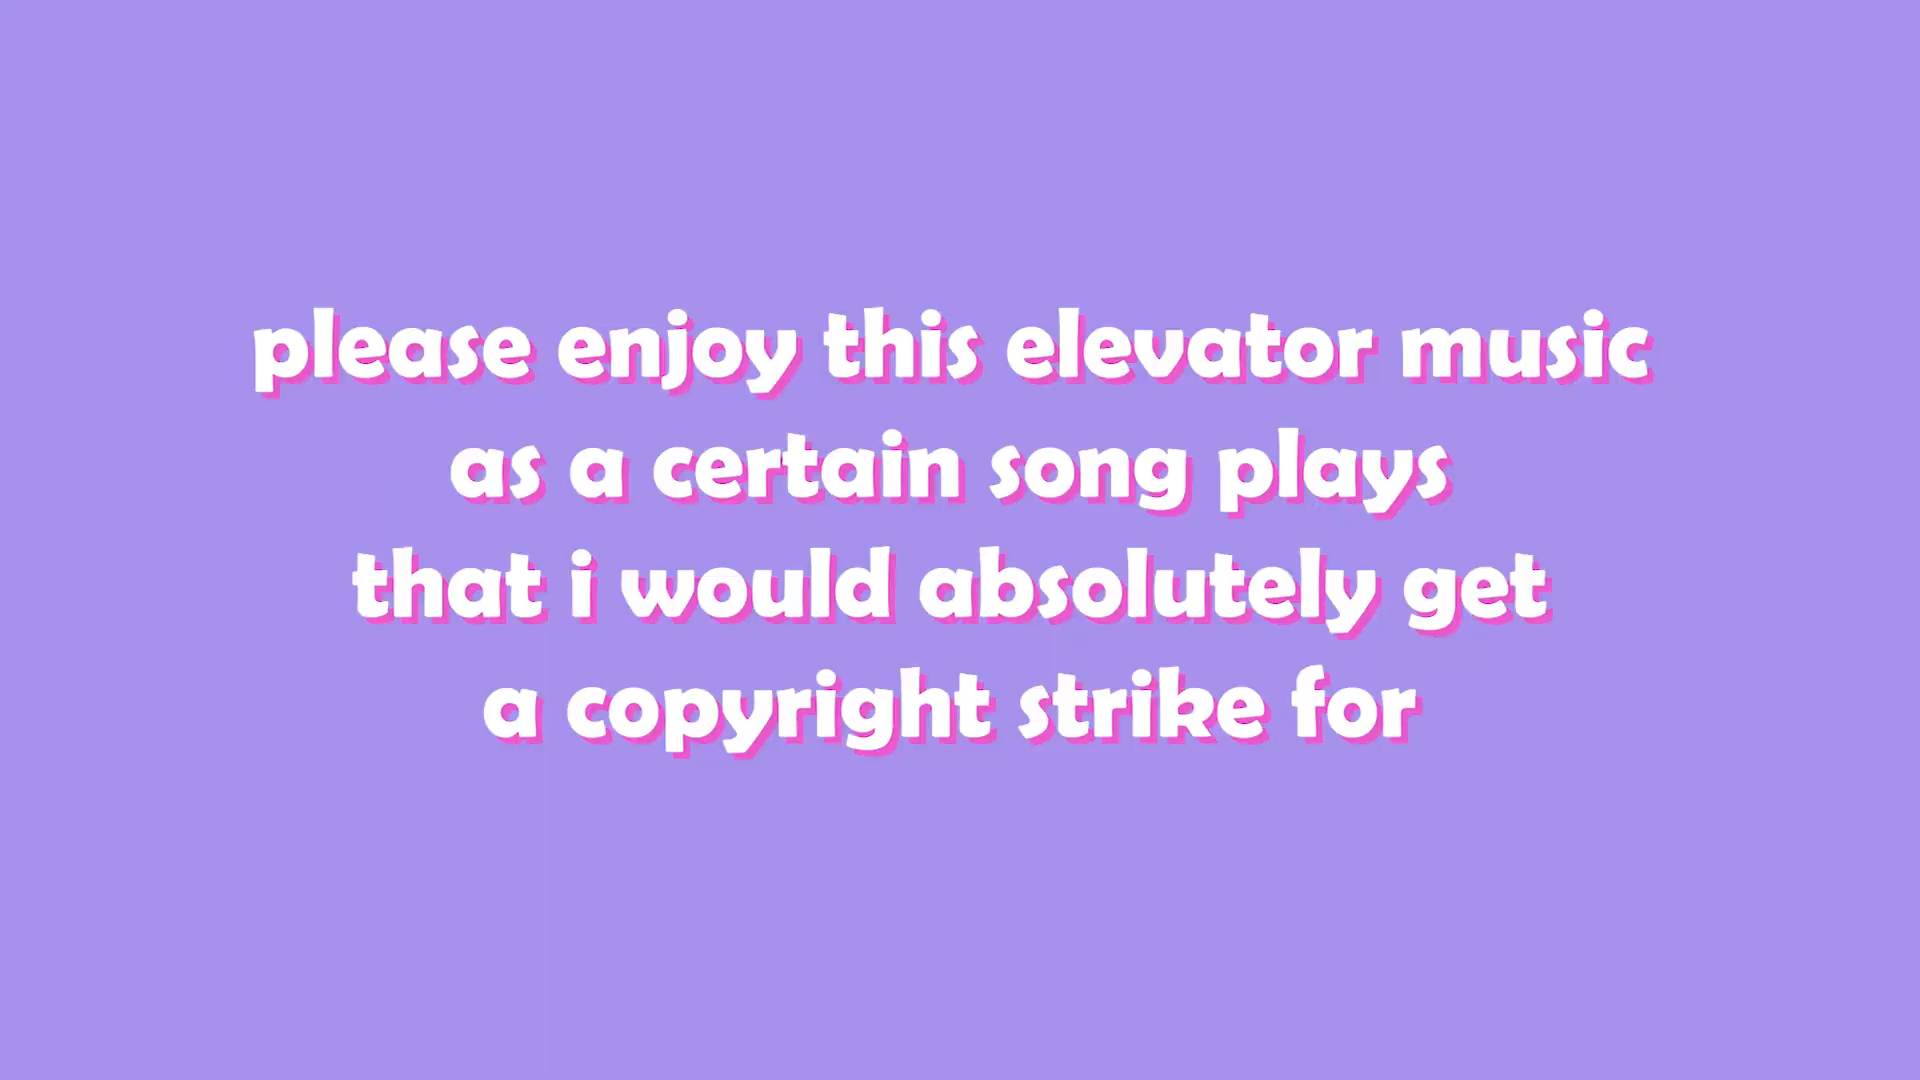 please enjoy this elevator music
as a certain song plays
that i would absolutely get
a copyright strike for